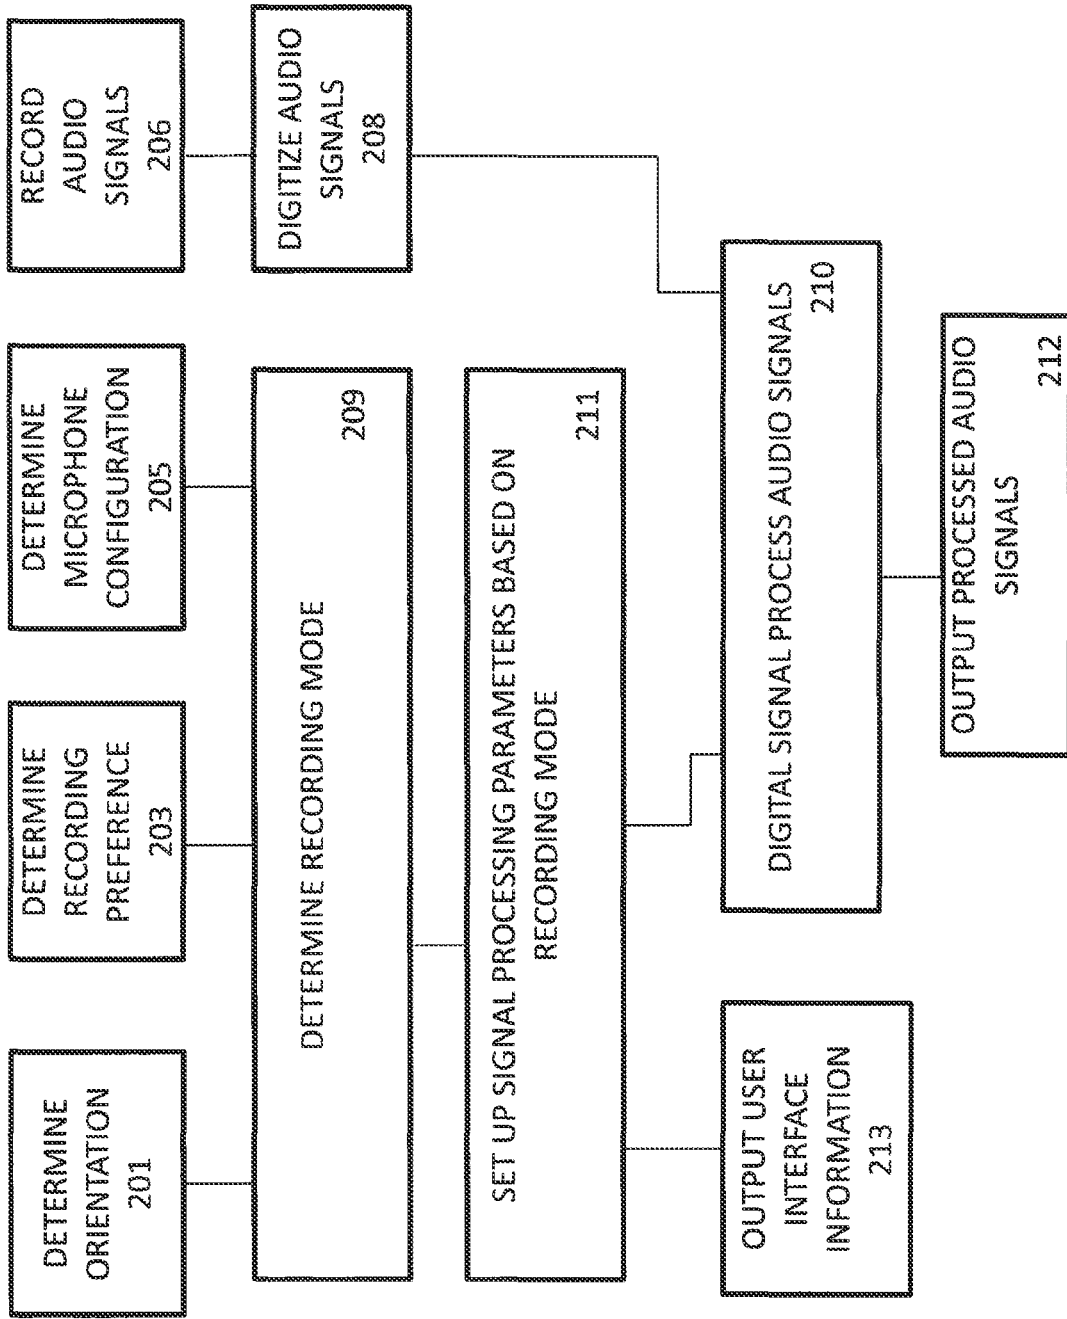 DETERMINE
ORIENTATION
201
DETERMINE
RECORDING
PREFERENCE
203
DETERMINE
MICROPHONE
CONFIGURATION
205
RECORD
AUDIO
SIGNALS
206
DETERMINE RECORDING MODE
209
DIGITIZE AUDIO
SIGNALS
208
SET UP SIGNAL PROCESSING PARAMETERS BASED ON
RECORDING MODE
211
OUTPUT USER
INTERFACE
INFORMATION
213
DIGITAL SIGNAL PROCESS AUDIO SIGNALS
210
OUTPUT PROCESSED AUDIO
SIGNALS
212